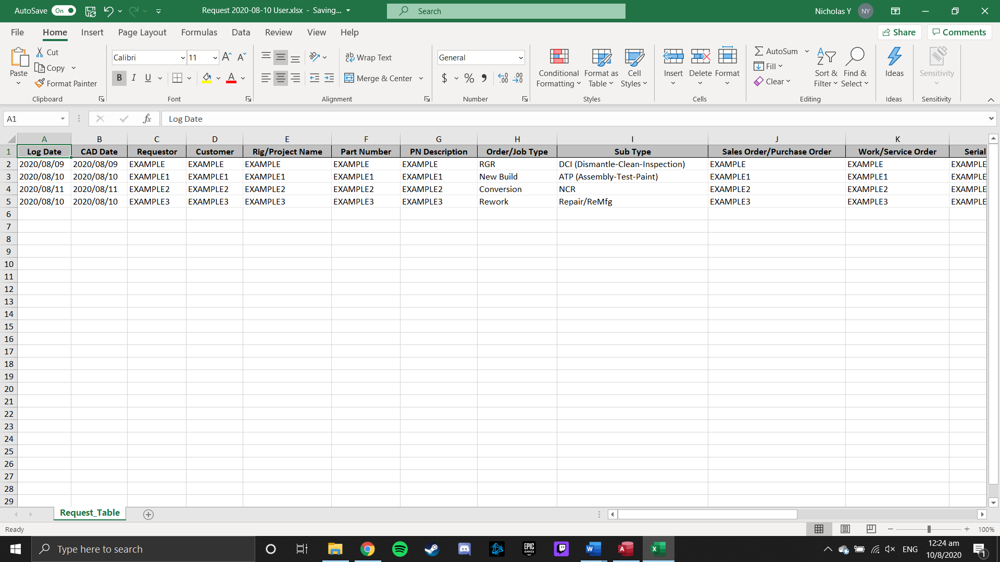 AutoSave On Request 2020-08-10 User.xlsx - Saving... Search Nicholas Y NY
File Home Insert Page Layout Formulas Data Review View Help Share Comments
Paste Cut Copy Format Painter Clipboard
Calibri 11 B I U A Font
Wrap Text Merge & Center Alignment
General $ % Number
Conditional Formatting Format as Table Cell Styles Styles
Insert Delete Format Cells
AutoSum Fill Clear Sort & Filter Find & Select Editing
Ideas Ideas
Sensitivity Sensitivity
A1 fx Log Date
A B C D E F G H I J K
1 Log Date CAD Date Requestor Customer Rig/Project Name Part Number PN Description Order/Job Type Sub Type Sales Order/Purchase Order Work/Service Order Serial
2 2020/08/09 2020/08/09 EXAMPLE EXAMPLE EXAMPLE EXAMPLE EXAMPLE RGR DCI (Dismantle-Clean-Inspection) EXAMPLE EXAMPLE EXAMPLE
3 2020/08/10 2020/08/10 EXAMPLE1 EXAMPLE1 EXAMPLE1 EXAMPLE1 EXAMPLE1 New Build ATP (Assembly-Test-Paint) EXAMPLE1 EXAMPLE1 EXAMPLE
4 2020/08/11 2020/08/11 EXAMPLE2 EXAMPLE2 EXAMPLE2 EXAMPLE2 EXAMPLE2 Conversion NCR EXAMPLE2 EXAMPLE2 EXAMPLE
5 2020/08/10 2020/08/10 EXAMPLE3 EXAMPLE3 EXAMPLE3 EXAMPLE3 EXAMPLE3 Rework Repair/ReMfg EXAMPLE3 EXAMPLE3 EXAMPLE
6
7
8
9
10
11
12
13
14
15
16
17
18
19
20
21
22
23
24
25
26
27
28
29
Request_Table
Ready 100%
Type here to search EPIC GAMES W A X ENG 12:24 am
10/8/2020 1